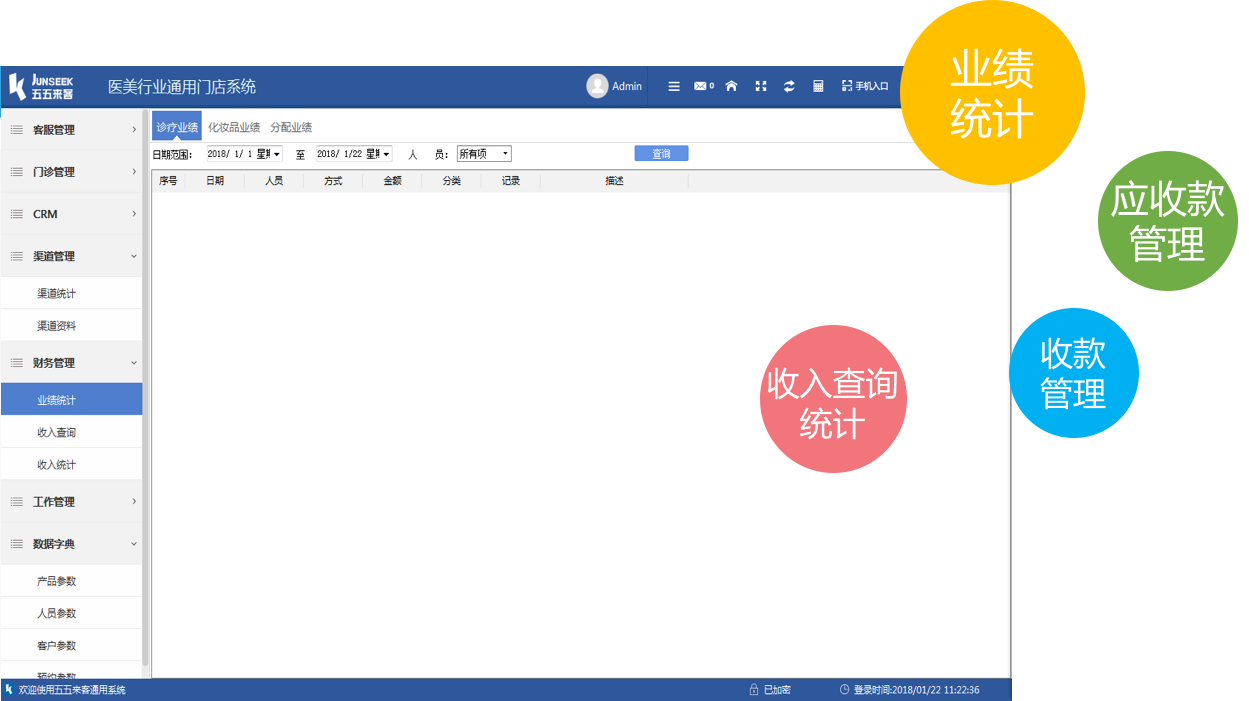 业绩
统计
JUNSEEK
五五来客
医美行业通用门店系统
Admin
0
手机入口
应收款
管理
收款
管理
收入查询
统计
客服管理
门诊管理
CRM
渠道管理
渠道统计
渠道资料
财务管理
业绩统计
收入查询
收入统计
工作管理
数据字典
产品参数
人员参数
客户参数
预约参数
诊疗业绩 化妆品业绩 分配业绩
日期范围: 2018/ 1/ 1 星期 至 2018/ 1/22 星期 人 员: 所有项 查询
序号 日期 人员 方式 金额 分类 记录 描述
欢迎使用五五来客通用系统 已加密 登录时间:2018/01/22 11:22:36